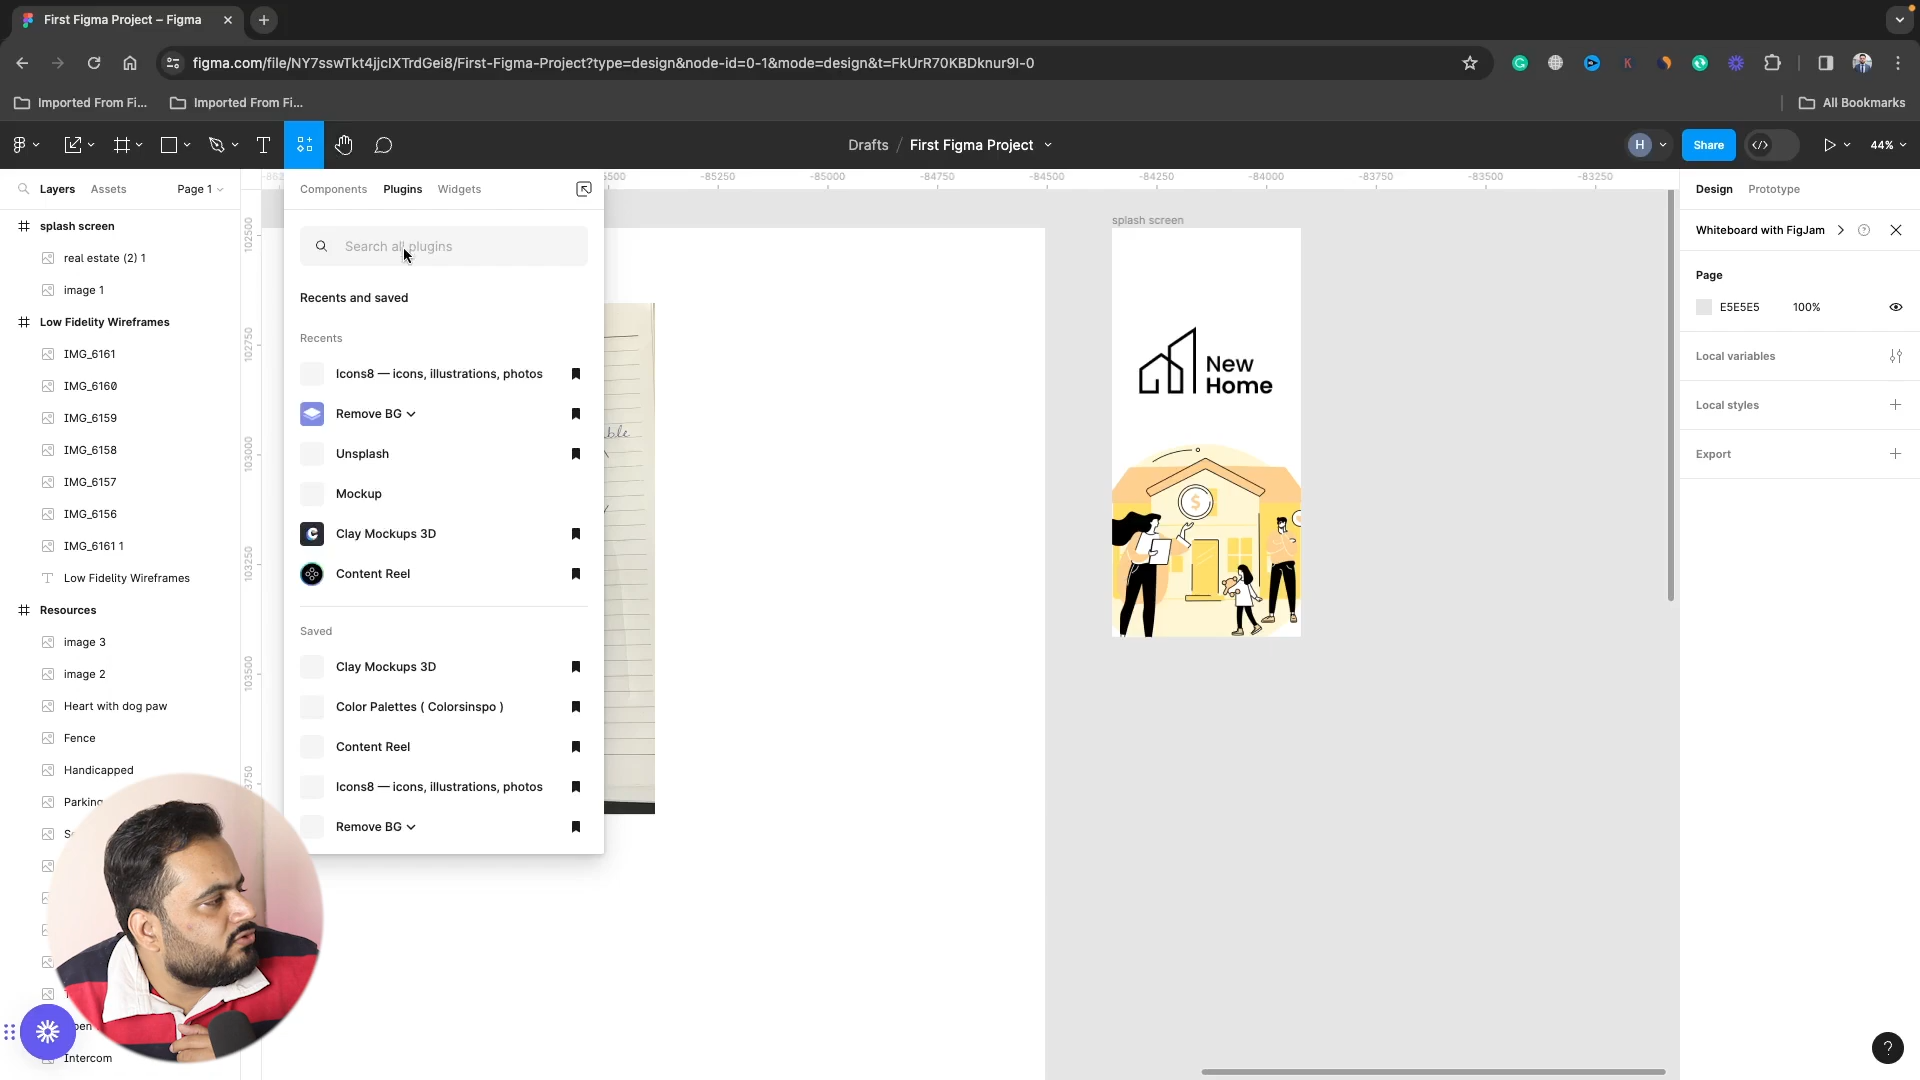 First Figma Project – Figma
figma.com/file/NY7sswTkt4jjclXTrdGei8/First-Figma-Project?type=design&node-id=0-1&mode=design&t=FkUrR70KBDknur9l-0
Imported From Fi...
Imported From Fi...
All Bookmarks
Drafts / First Figma Project
H
Share
44%
Layers
Assets
Page 1
Components
Plugins
Widgets
-85250
-85000
-84750
-84500
-84250
-84000
-83750
-83500
-83250
Design
Prototype
splash screen
real estate (2) 1
image 1
Low Fidelity Wireframes
IMG_6161
IMG_6160
IMG_6159
IMG_6158
IMG_6157
IMG_6156
IMG_6161 1
Low Fidelity Wireframes
Resources
image 3
image 2
Heart with dog paw
Fence
Handicapped
Parking
Intercom
102500
102750
103000
103250
103500
Search all plugins
Recents and saved
Recents
Icons8 — icons, illustrations, photos
Remove BG
Unsplash
Mockup
Clay Mockups 3D
Content Reel
Saved
Clay Mockups 3D
Color Palettes ( Colorsinspo )
Content Reel
Icons8 — icons, illustrations, photos
Remove BG
splash screen
New
Home
$
Whiteboard with FigJam
Page
E5E5E5
100%
Local variables
Local styles
Export
?